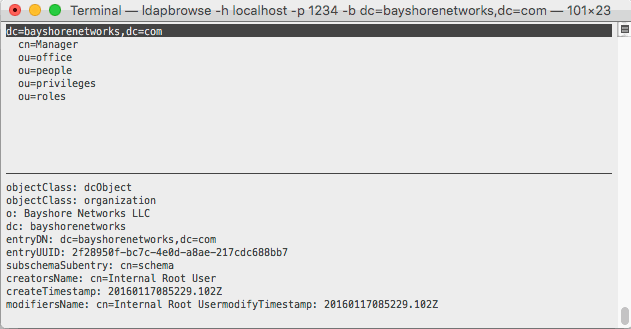 Terminal — ldapbrowse -h localhost -p 1234 -b dc=bayshorenetworks,dc=com — 101×23
dc=bayshorenetworks,dc=com
cn=Manager
ou=office
ou=people
ou=privileges
ou=roles
objectClass: dcObject
objectClass: organization
o: Bayshore Networks LLC
dc: bayshorenetworks
entryDN: dc=bayshorenetworks,dc=com
entryUUID: 2f28950f-bc7c-4e0d-a8ae-217cdc688bb7
subschemaSubentry: cn=schema
creatorsName: cn=Internal Root User
createTimestamp: 20160117085229.102Z
modifiersName: cn=Internal Root UsermodifyTimestamp: 20160117085229.102Z